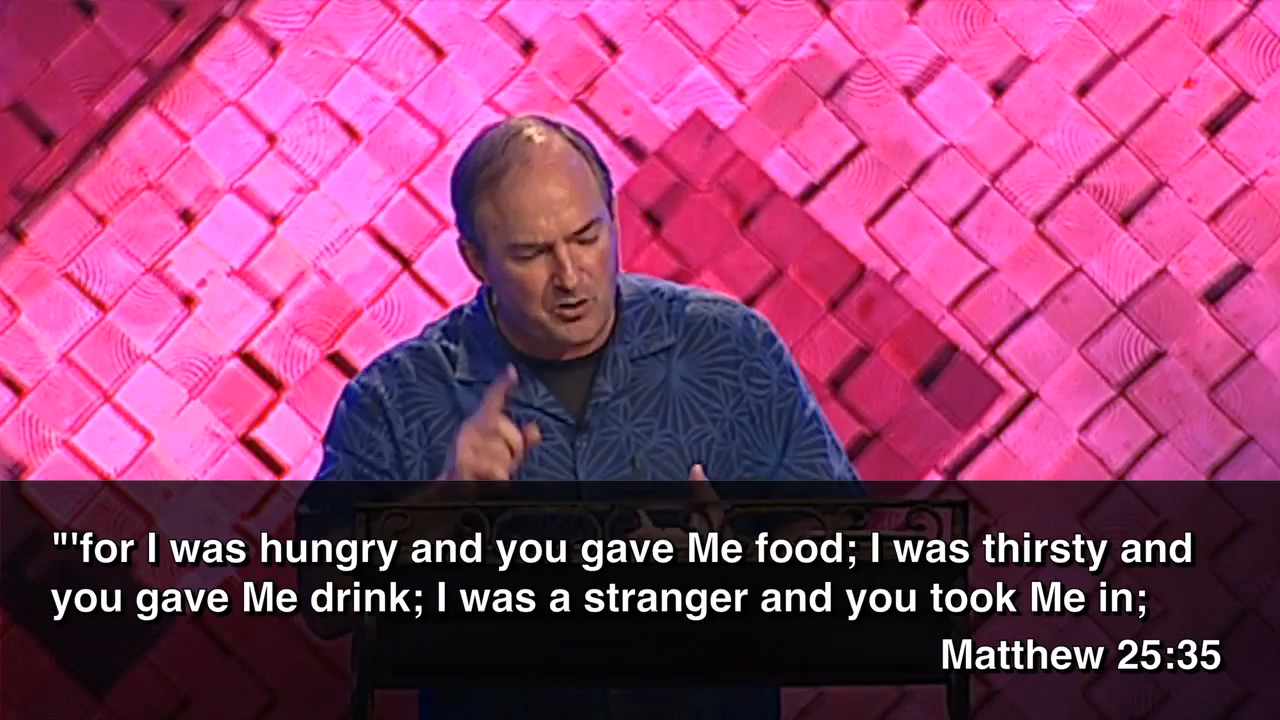 "'for I was hungry and you gave Me food; I was thirsty and
you gave Me drink; I was a stranger and you took Me in;
Matthew 25:35